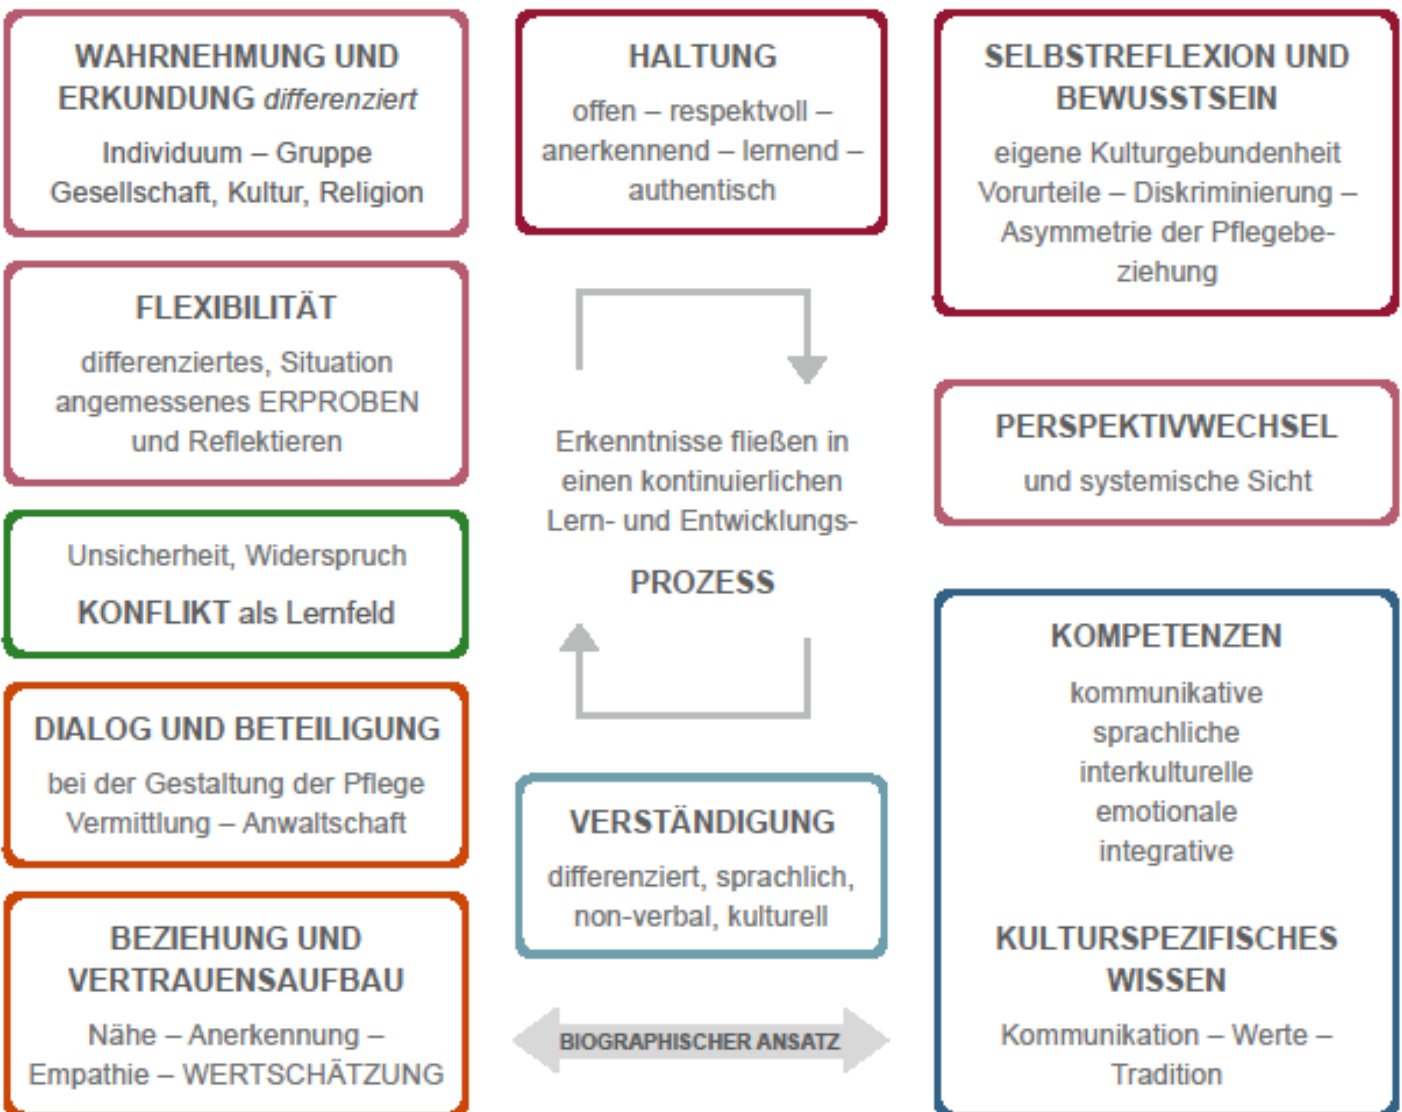 WAHRNEHMUNG UND
ERKUNDUNG differenziert
Individuum – Gruppe
Gesellschaft, Kultur, Religion
FLEXIBILITÄT
differenziertes, Situation
angemessenes ERPROBEN
und Reflektieren
Unsicherheit, Widerspruch
KONFLIKT als Lernfeld
DIALOG UND BETEILIGUNG
bei der Gestaltung der Pflege
Vermittlung – Anwaltschaft
BEZIEHUNG UND
VERTRAUENSAUFBAU
Nähe – Anerkennung –
Empathie – WERTSCHÄTZUNG
HALTUNG
offen – respektvoll –
anerkennend – lernend –
authentisch
Erkenntnisse fließen in
einen kontinuierlichen
Lern- und Entwicklungs-
PROZESS
VERSTÄNDIGUNG
differenziert, sprachlich,
non-verbal, kulturell
BIOGRAPHISCHER ANSATZ
SELBSTREFLEXION UND
BEWUSSTSEIN
eigene Kulturgebundenheit
Vorurteile – Diskriminierung –
Asymmetrie der Pflegebe-
ziehung
PERSPEKTIVWECHSEL
und systemische Sicht
KOMPETENZEN
kommunikative
sprachliche
interkulturelle
emotionale
integrative
KULTURSPEZIFISCHES
WISSEN
Kommunikation – Werte –
Tradition